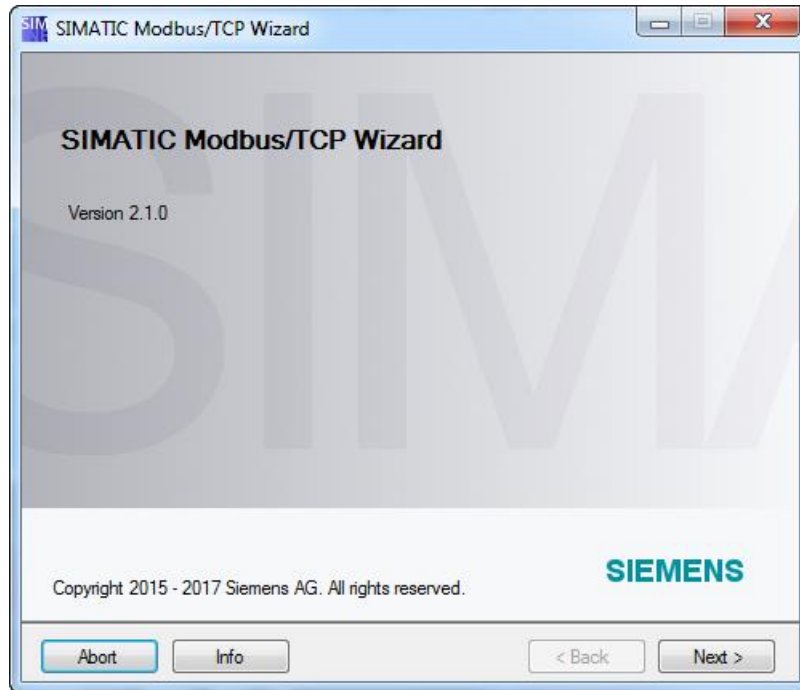 SIMATIC Modbus/TCP Wizard
SIMATIC Modbus/TCP Wizard
Version 2.1.0
SIMA
SIEMENS
Copyright 2015 - 2017 Siemens AG. All rights reserved.
Abort Info < Back Next >